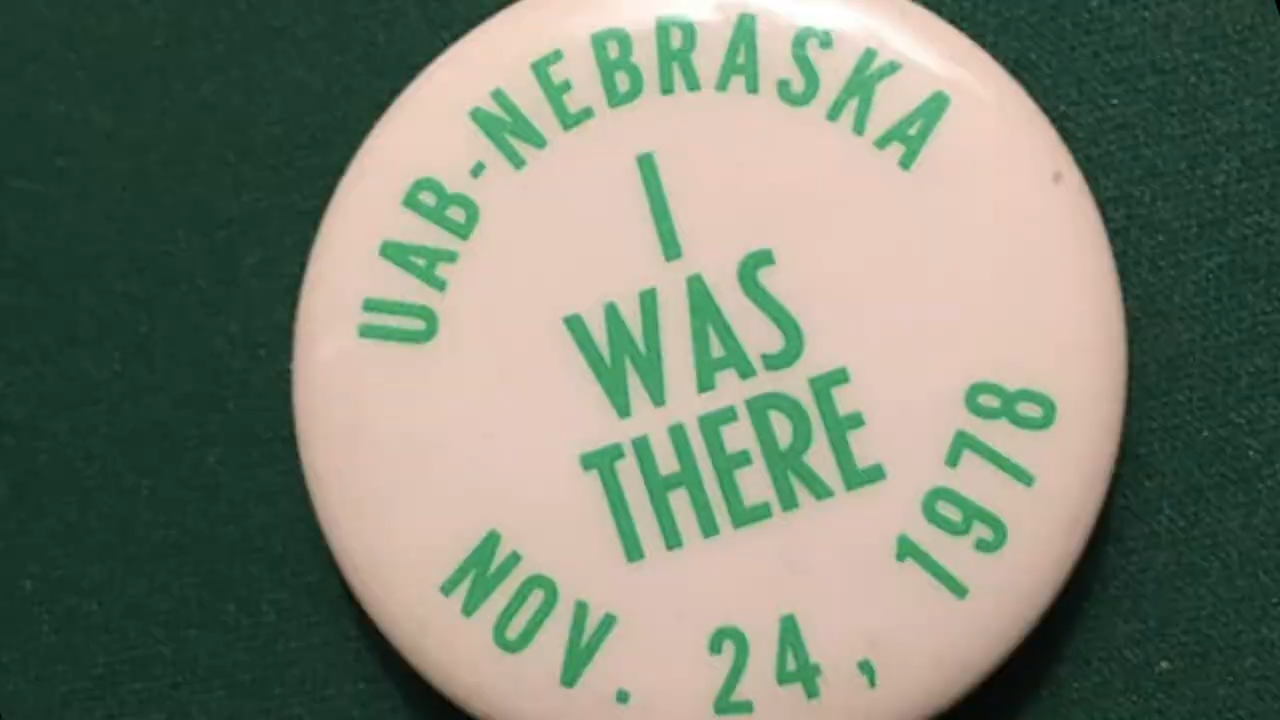 UAB-NEBRASKA
I
WAS
THERE
NOV. 24, 1978